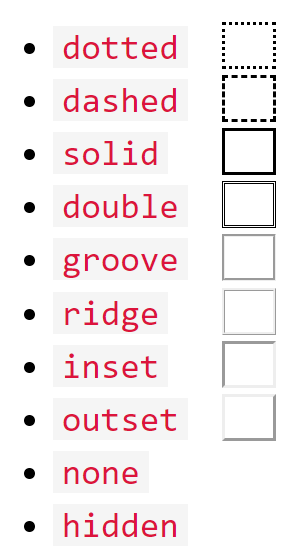 dotted
dashed
solid
double
groove
ridge
inset
outset
none
hidden